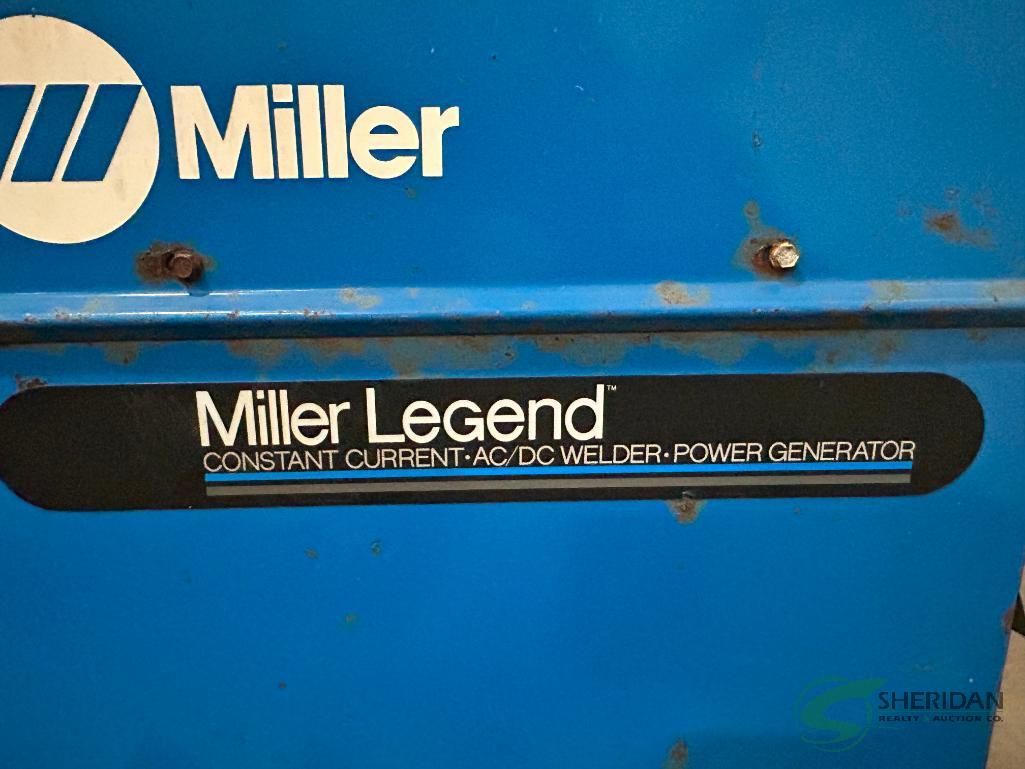 Miller
Miller Legend™
CONSTANT CURRENT·AC/DC WELDER·POWER GENERATOR
SHERIDAN
REALTY & AUCTION CO.